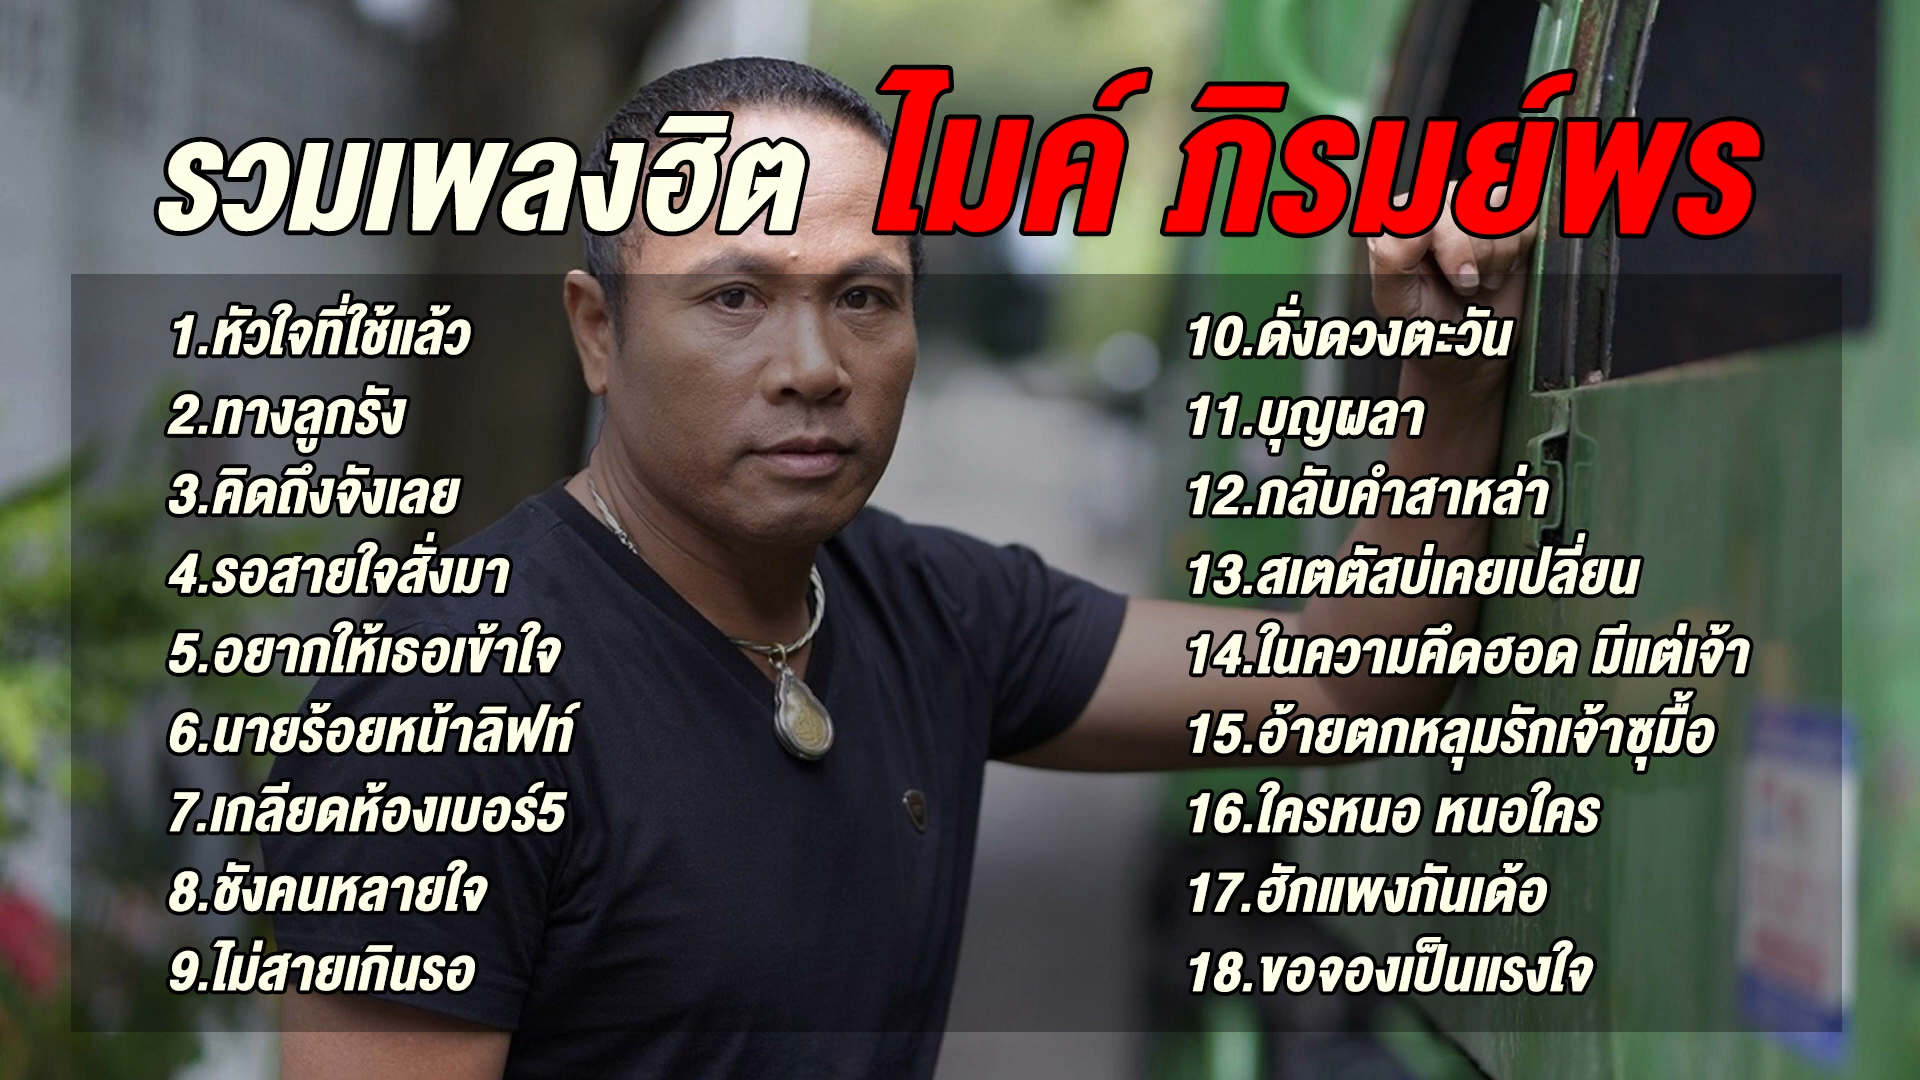 รวมเพลงฮิต ไมค์ ภิรมย์พร
1.หัวใจที่ใช้แล้ว
2.ทางลูกรัง
3.คิดถึงจังเลย
4.รอสายใจสั่งมา
5.อยากให้เธอเข้าใจ
6.นายร้อยหน้าลิฟท์
7.เกลียดห้องเบอร์5
8.ชังคนหลายใจ
9.ไม่สายเกินรอ
10.ดั่งดวงตะวัน
11.บุญผลา
12.กลับคำสาหล่า
13.สเตตัสบ่เคยเปลี่ยน
14.ในความคึดฮอด มีแต่เจ้า
15.อ้ายตกหลุมรักเจ้าซุมื้อ
16.ใครหนอ หนอใคร
17.ฮักแพงกันเด้อ
18.ขอจองเป็นแรงใจ